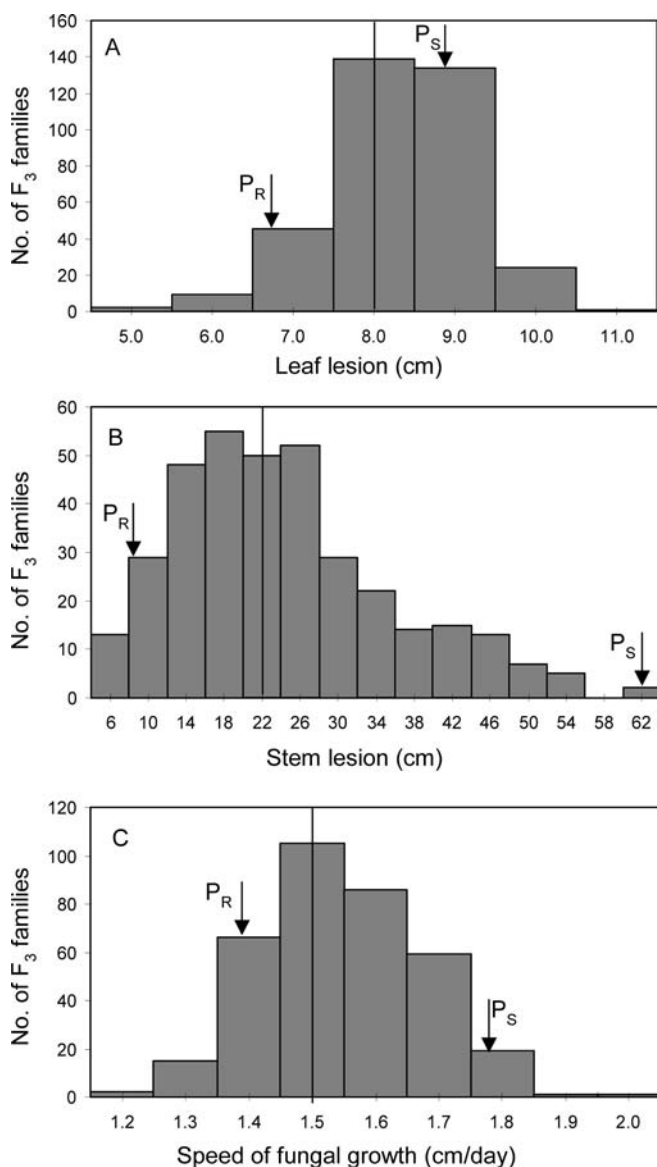 160
140
120
100
80
60
40
20
0
No. of F3 families
A
PR
PS
5.0 6.0 7.0 8.0 9.0 10.0 11.0
Leaf lesion (cm)
60
50
40
30
20
10
0
No. of F3 families
B
PR
PS
6 10 14 18 22 26 30 34 38 42 46 50 54 58 62
Stem lesion (cm)
120
100
80
60
40
20
0
No. of F3 families
C
PR
PS
1.2 1.3 1.4 1.5 1.6 1.7 1.8 1.9 2.0
Speed of fungal growth (cm/day)